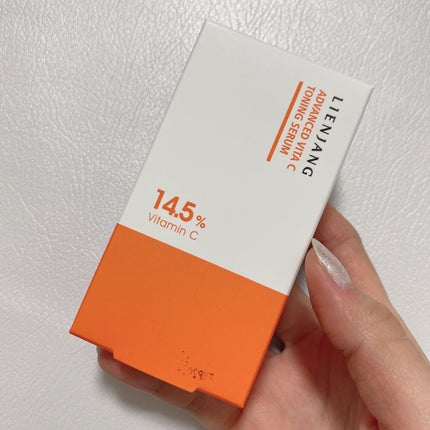 LIENJANG
ADVANCED VITA C
TONING SERUM
14.5%
Vitamin C